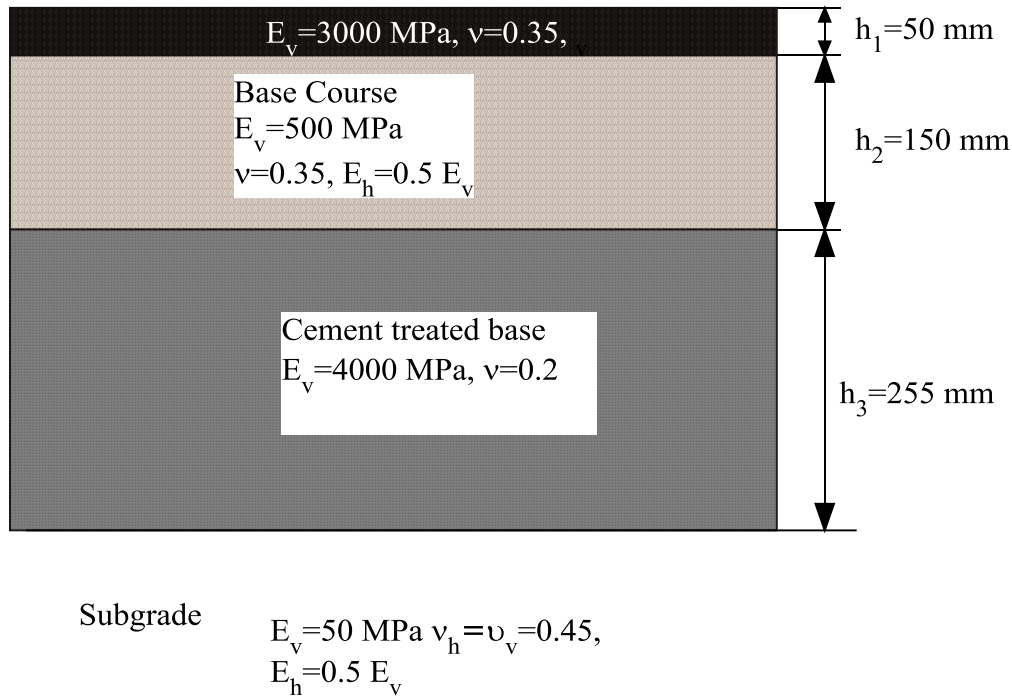 E_v=3000 MPa, ν=0.35, v
h_1=50 mm
Base Course
E_v=500 MPa
ν=0.35, E_h=0.5 E_v
h_2=150 mm
Cement treated base
E_v=4000 MPa, ν=0.2
h_3=255 mm
Subgrade
E_v=50 MPa ν_h=υ_v=0.45,
E_h=0.5 E_v